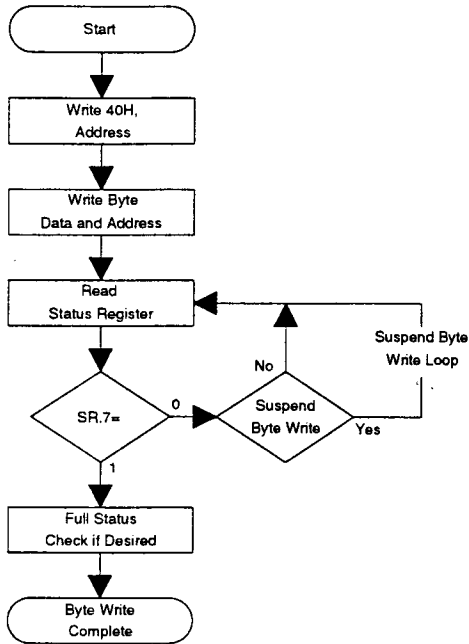 Start
Write 40H,
Address
Write Byte
Data and Address
Read
Status Register
Suspend Byte
Write Loop
No
SR.7=
0
Suspend
Byte Write
Yes
1
Full Status
Check if Desired
Byte Write
Complete